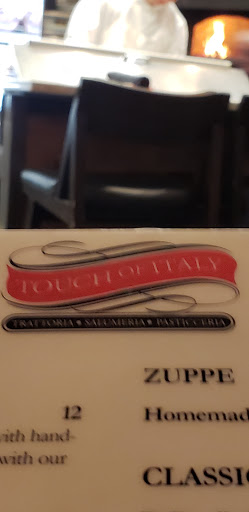 TOUCH OF ITALY
TRATTORIA ★ SALUMERIA ★ PASTICCERIA
ZUPPE
12
Homemad
with hand-
with our
CLASSIC